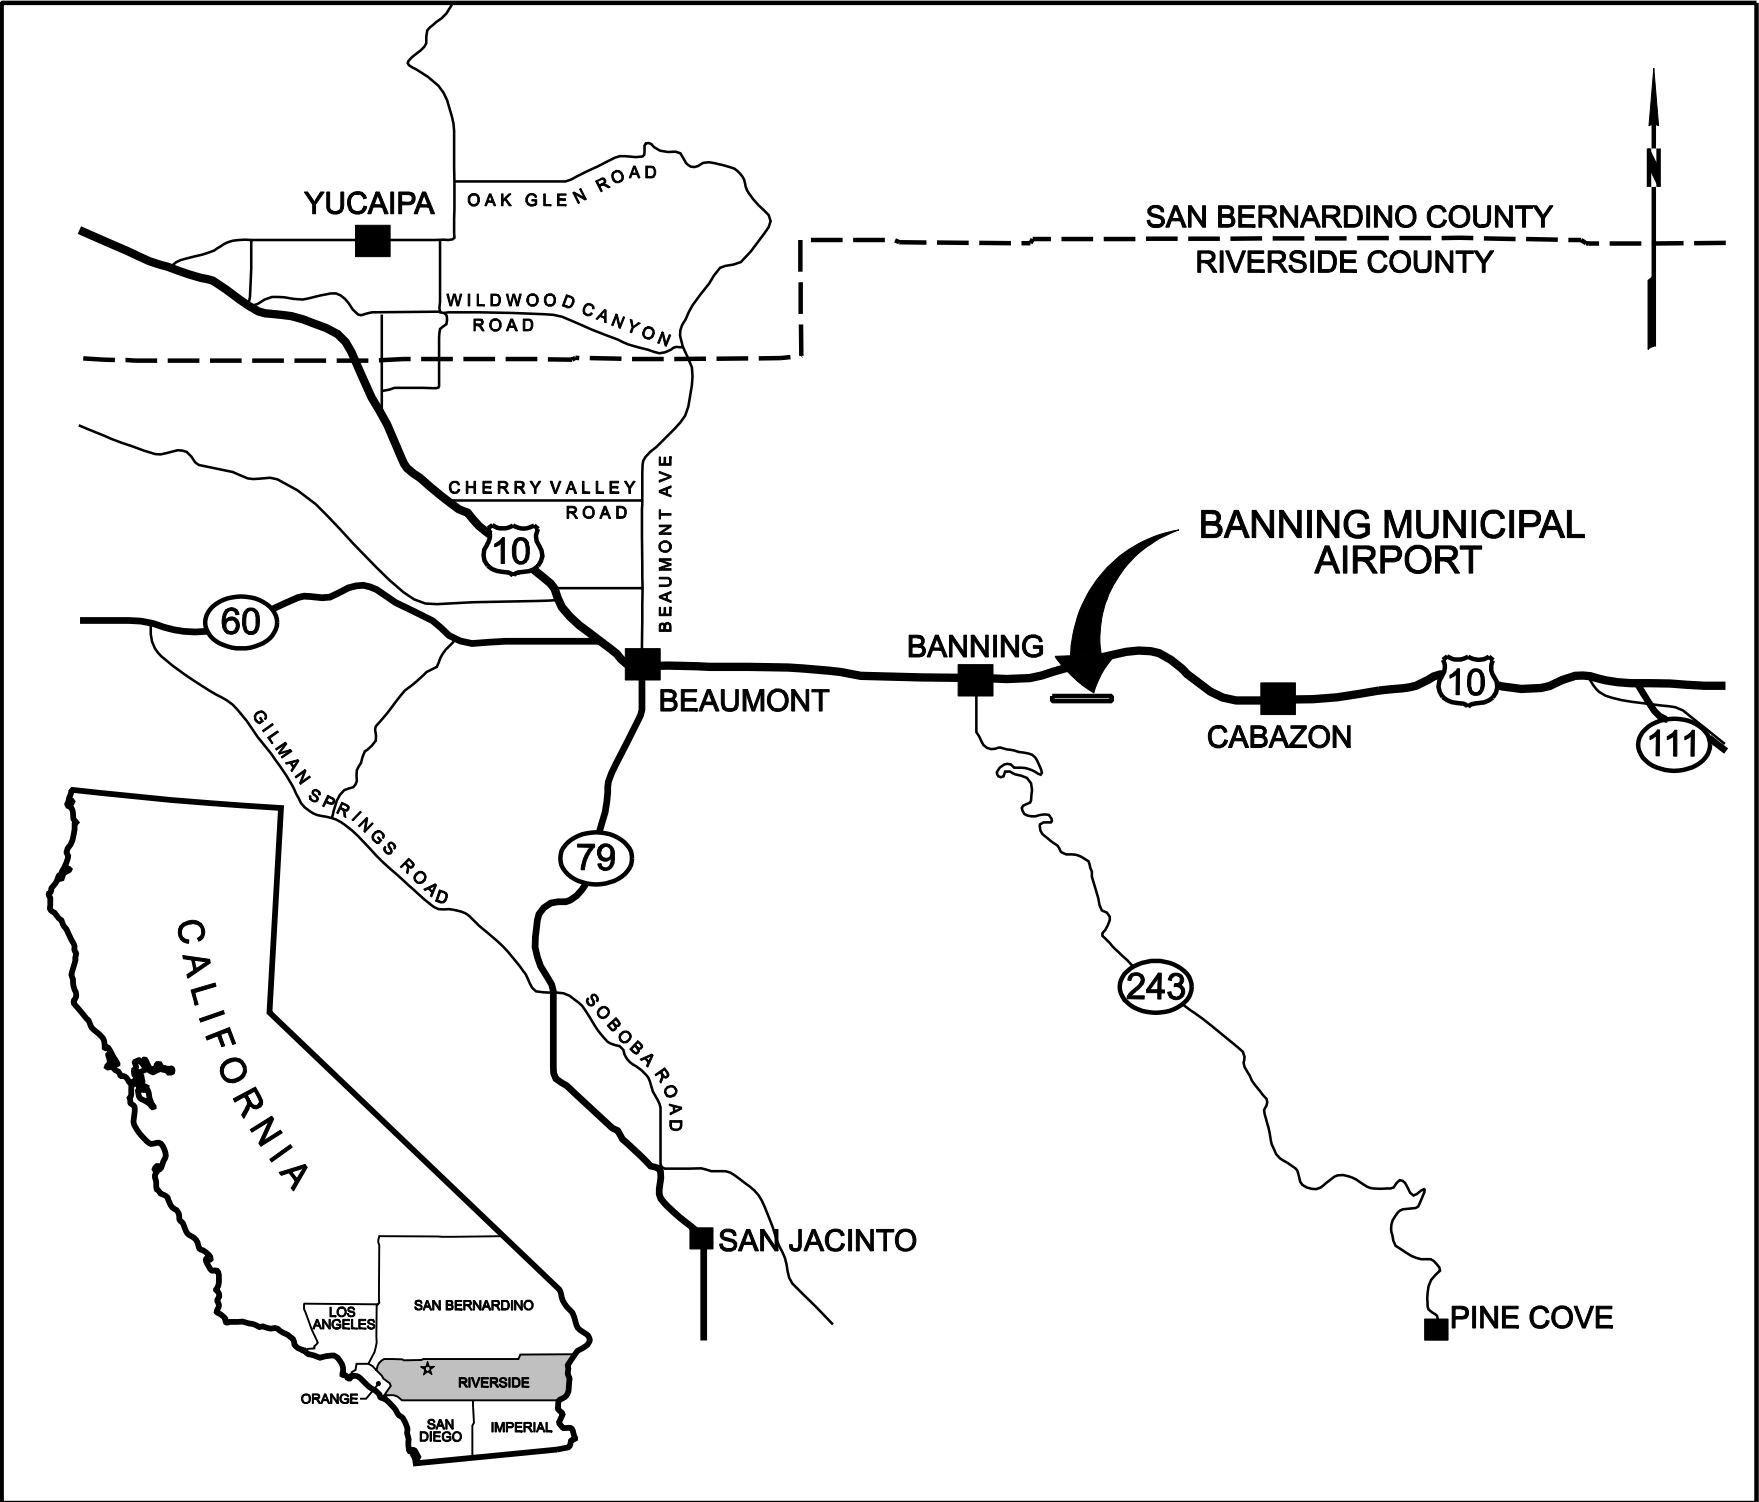 YUCAIPA
OAK GLEN ROAD
N
SAN BERNARDINO COUNTY
RIVERSIDE COUNTY
WILDWOOD CANYON
ROAD
CHERRY VALLEY
ROAD
BEAUMONT AVE
10
BANNING MUNICIPAL
AIRPORT
60
BANNING
BEAUMONT
10
CABAZON
111
GILMAN SPRINGS ROAD
79
CALIFORNIA
243
SOBOBA ROAD
SAN JACINTO
PINE COVE
SAN BERNARDINO
LOS
ANGELES
RIVERSIDE
ORANGE
SAN
DIEGO
IMPERIAL